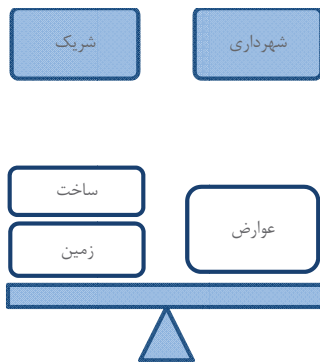 شهرداری
شریک
ساخت
عوارض
زمین